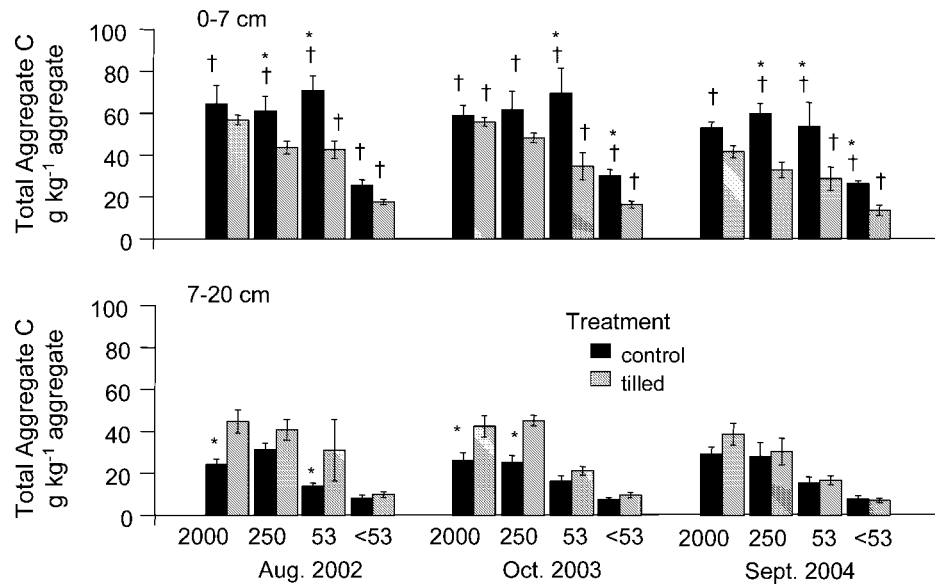 0-7 cm
Total Aggregate C
g kg⁻¹ aggregate
100
80
60
40
20
0
† * † * † † † †
† † † * † † * † †
† * † * † † * † †
7-20 cm
Total Aggregate C
g kg⁻¹ aggregate
100
80
60
40
20
0
Treatment
control
tilled
* *
* *
2000 250 53 <53 2000 250 53 <53 2000 250 53 <53
Aug. 2002 Oct. 2003 Sept. 2004